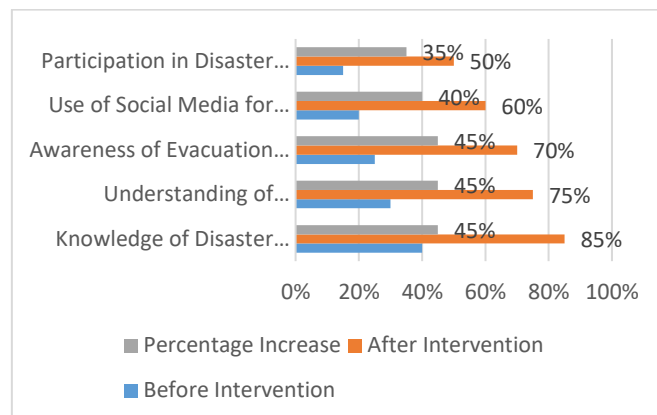 Participation in Disaster...
35%
50%
Use of Social Media for...
40%
60%
Awareness of Evacuation...
45%
70%
Understanding of...
45%
75%
Knowledge of Disaster...
45%
85%
0% 20% 40% 60% 80% 100%
Percentage Increase After Intervention
Before Intervention